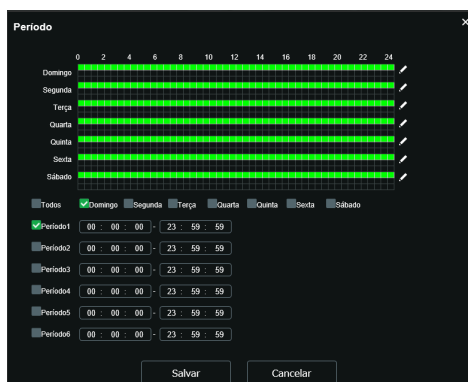 Período
×
0 2 4 6 8 10 12 14 16 18 20 22 24
Domingo
Segunda
Terça
Quarta
Quinta
Sexta
Sábado
Todos Domingo Segunda Terça Quarta Quinta Sexta Sábado
Período1 00 : 00 : 00 - 23 : 59 : 59
Período2 00 : 00 : 00 - 23 : 59 : 59
Período3 00 : 00 : 00 - 23 : 59 : 59
Período4 00 : 00 : 00 - 23 : 59 : 59
Período5 00 : 00 : 00 - 23 : 59 : 59
Período6 00 : 00 : 00 - 23 : 59 : 59
Salvar Cancelar